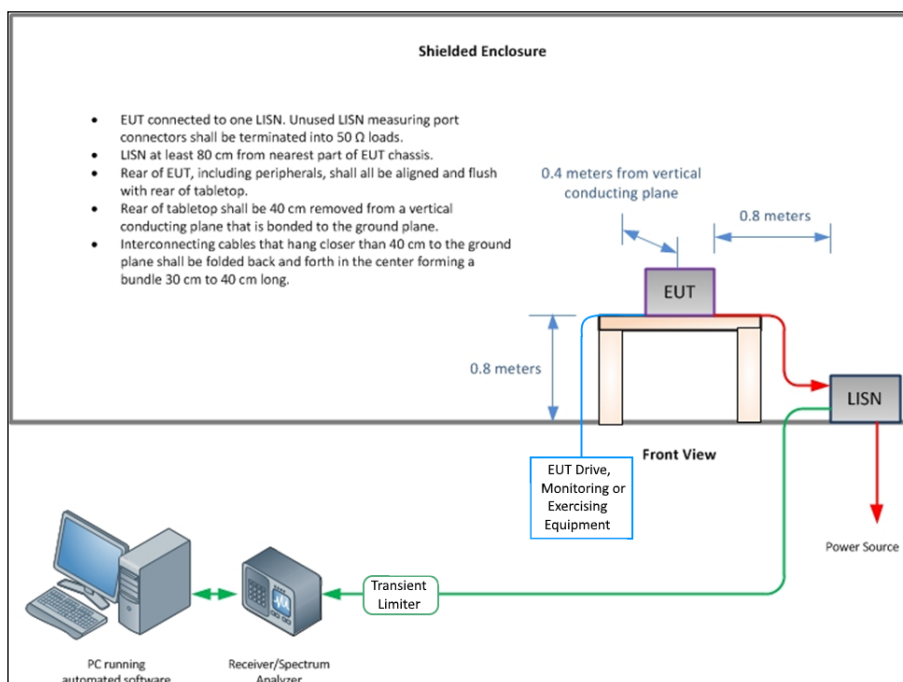 Shielded Enclosure
• EUT connected to one LISN. Unused LISN measuring port
connectors shall be terminated into 50 Ω loads.
• LISN at least 80 cm from nearest part of EUT chassis.
• Rear of EUT, including peripherals, shall all be aligned and flush
with rear of tabletop.
• Rear of tabletop shall be 40 cm removed from a vertical
conducting plane that is bonded to the ground plane.
• Interconnecting cables that hang closer than 40 cm to the ground
plane shall be folded back and forth in the center forming a
bundle 30 cm to 40 cm long.
0.4 meters from vertical
conducting plane
0.8 meters
EUT
0.8 meters
LISN
Front View
EUT Drive,
Monitoring or
Exercising
Equipment
Power Source
Transient
Limiter
PC running
automated software
Receiver/Spectrum
Analyzer